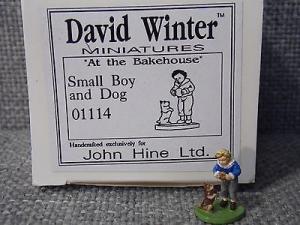 David Winter™
MINIATURES
"At the Bakehouse"
Small Boy
and Dog
01114
Handcrafted exclusively for
John Hine Ltd.